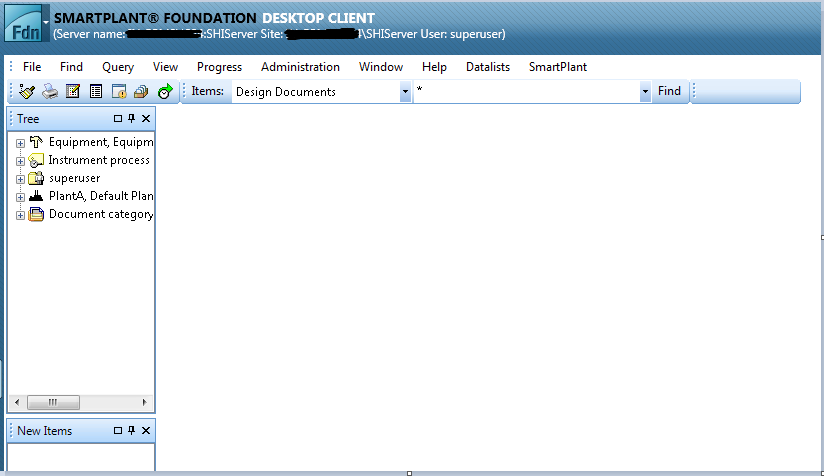 Fdn
SMARTPLANT® FOUNDATION DESKTOP CLIENT
(Server name: :SHIServer Site: \SHIServer User: superuser)
File Find Query View Progress Administration Window Help Datalists SmartPlant
Items: Design Documents * Find
Tree
Equipment, Equipm
Instrument process
superuser
PlantA, Default Plan
Document category
New Items